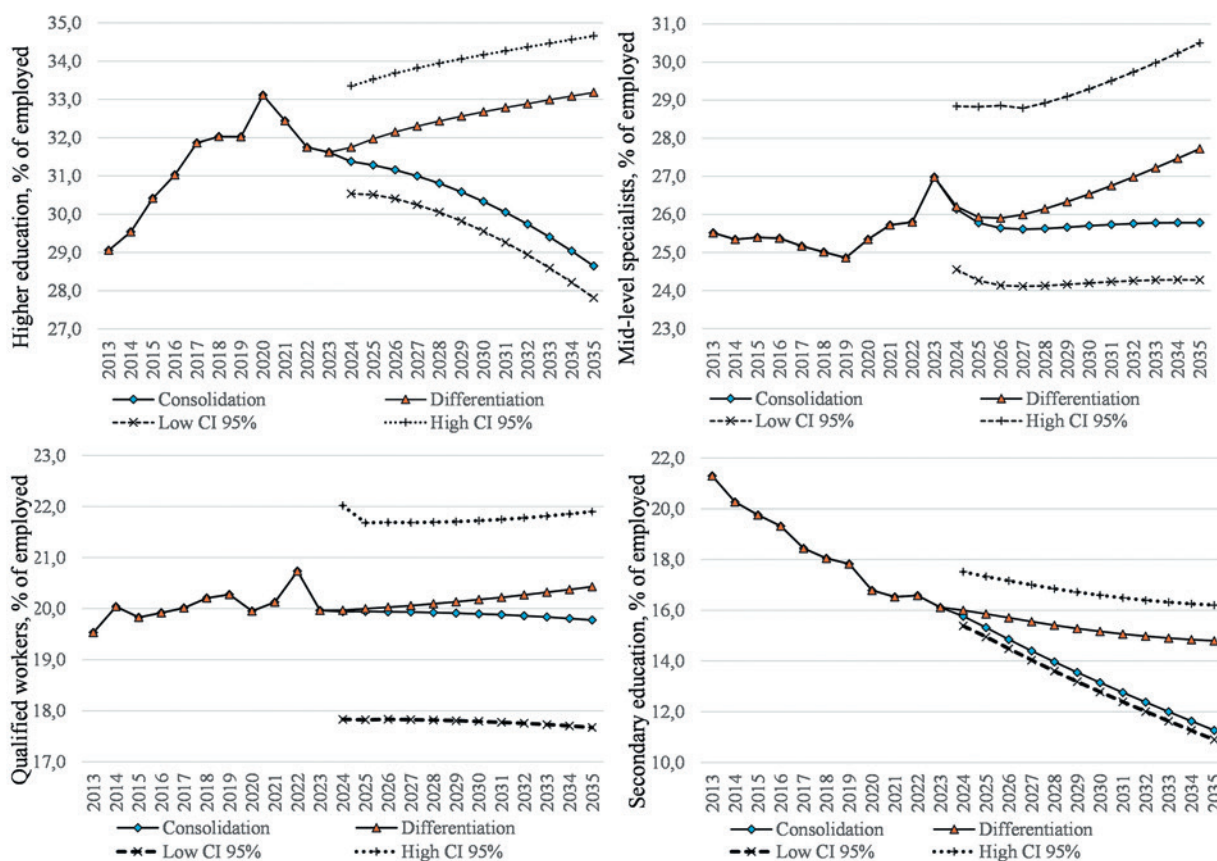 Higher education, % of employed
35,0
34,0
33,0
32,0
31,0
30,0
29,0
28,0
27,0
2013 2014 2015 2016 2017 2018 2019 2020 2021 2022 2023 2024 2025 2026 2027 2028 2029 2030 2031 2032 2033 2034 2035
Consolidation Differentiation
Low CI 95% High CI 95%
Mid-level specialists, % of employed
31,0
30,0
29,0
28,0
27,0
26,0
25,0
24,0
23,0
2013 2014 2015 2016 2017 2018 2019 2020 2021 2022 2023 2024 2025 2026 2027 2028 2029 2030 2031 2032 2033 2034 2035
Consolidation Differentiation
Low CI 95% High CI 95%
Qualified workers, % of employed
23,0
22,0
21,0
20,0
19,0
18,0
17,0
2013 2014 2015 2016 2017 2018 2019 2020 2021 2022 2023 2024 2025 2026 2027 2028 2029 2030 2031 2032 2033 2034 2035
Consolidation Differentiation
Low CI 95% High CI 95%
Secondary education, % of employed
22,0
20,0
18,0
16,0
14,0
12,0
10,0
2013 2014 2015 2016 2017 2018 2019 2020 2021 2022 2023 2024 2025 2026 2027 2028 2029 2030 2031 2032 2033 2034 2035
Consolidation Differentiation
Low CI 95% High CI 95%